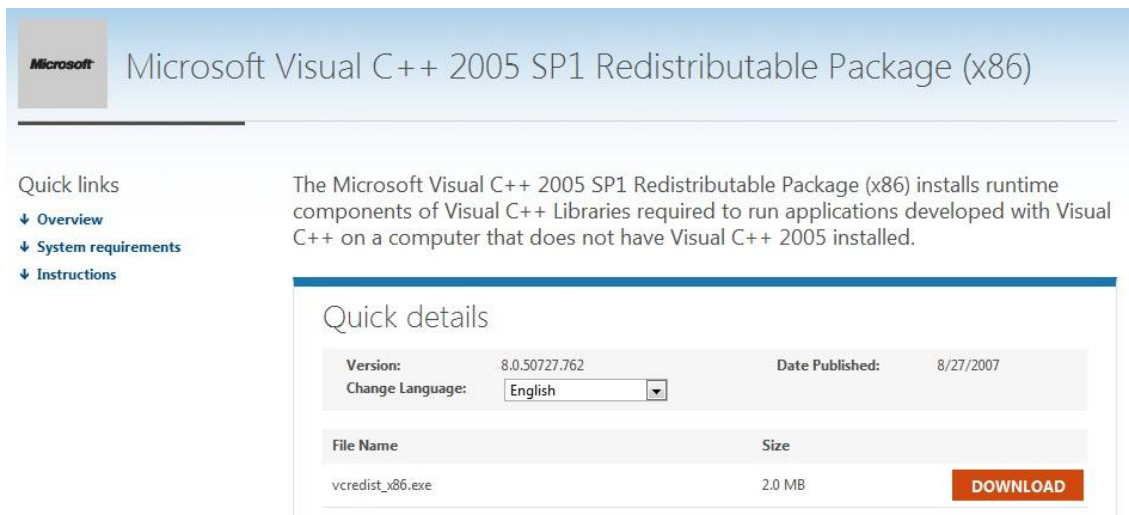 Microsoft
Microsoft Visual C++ 2005 SP1 Redistributable Package (x86)
Quick links
Overview
System requirements
Instructions
The Microsoft Visual C++ 2005 SP1 Redistributable Package (x86) installs runtime
components of Visual C++ Libraries required to run applications developed with Visual
C++ on a computer that does not have Visual C++ 2005 installed.
Quick details
Version: 8.0.50727.762 Date Published: 8/27/2007
Change Language: English
File Name Size
vcredist_x86.exe 2.0 MB DOWNLOAD